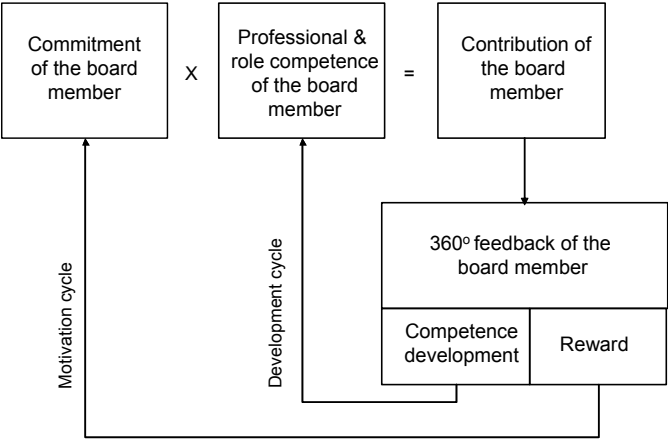 Commitment
of the board
member
X
Professional &
role competence
of the board
member
=
Contribution of
the board
member
360º feedback of the
board member
Competence
development
Reward
Motivation cycle
Development cycle